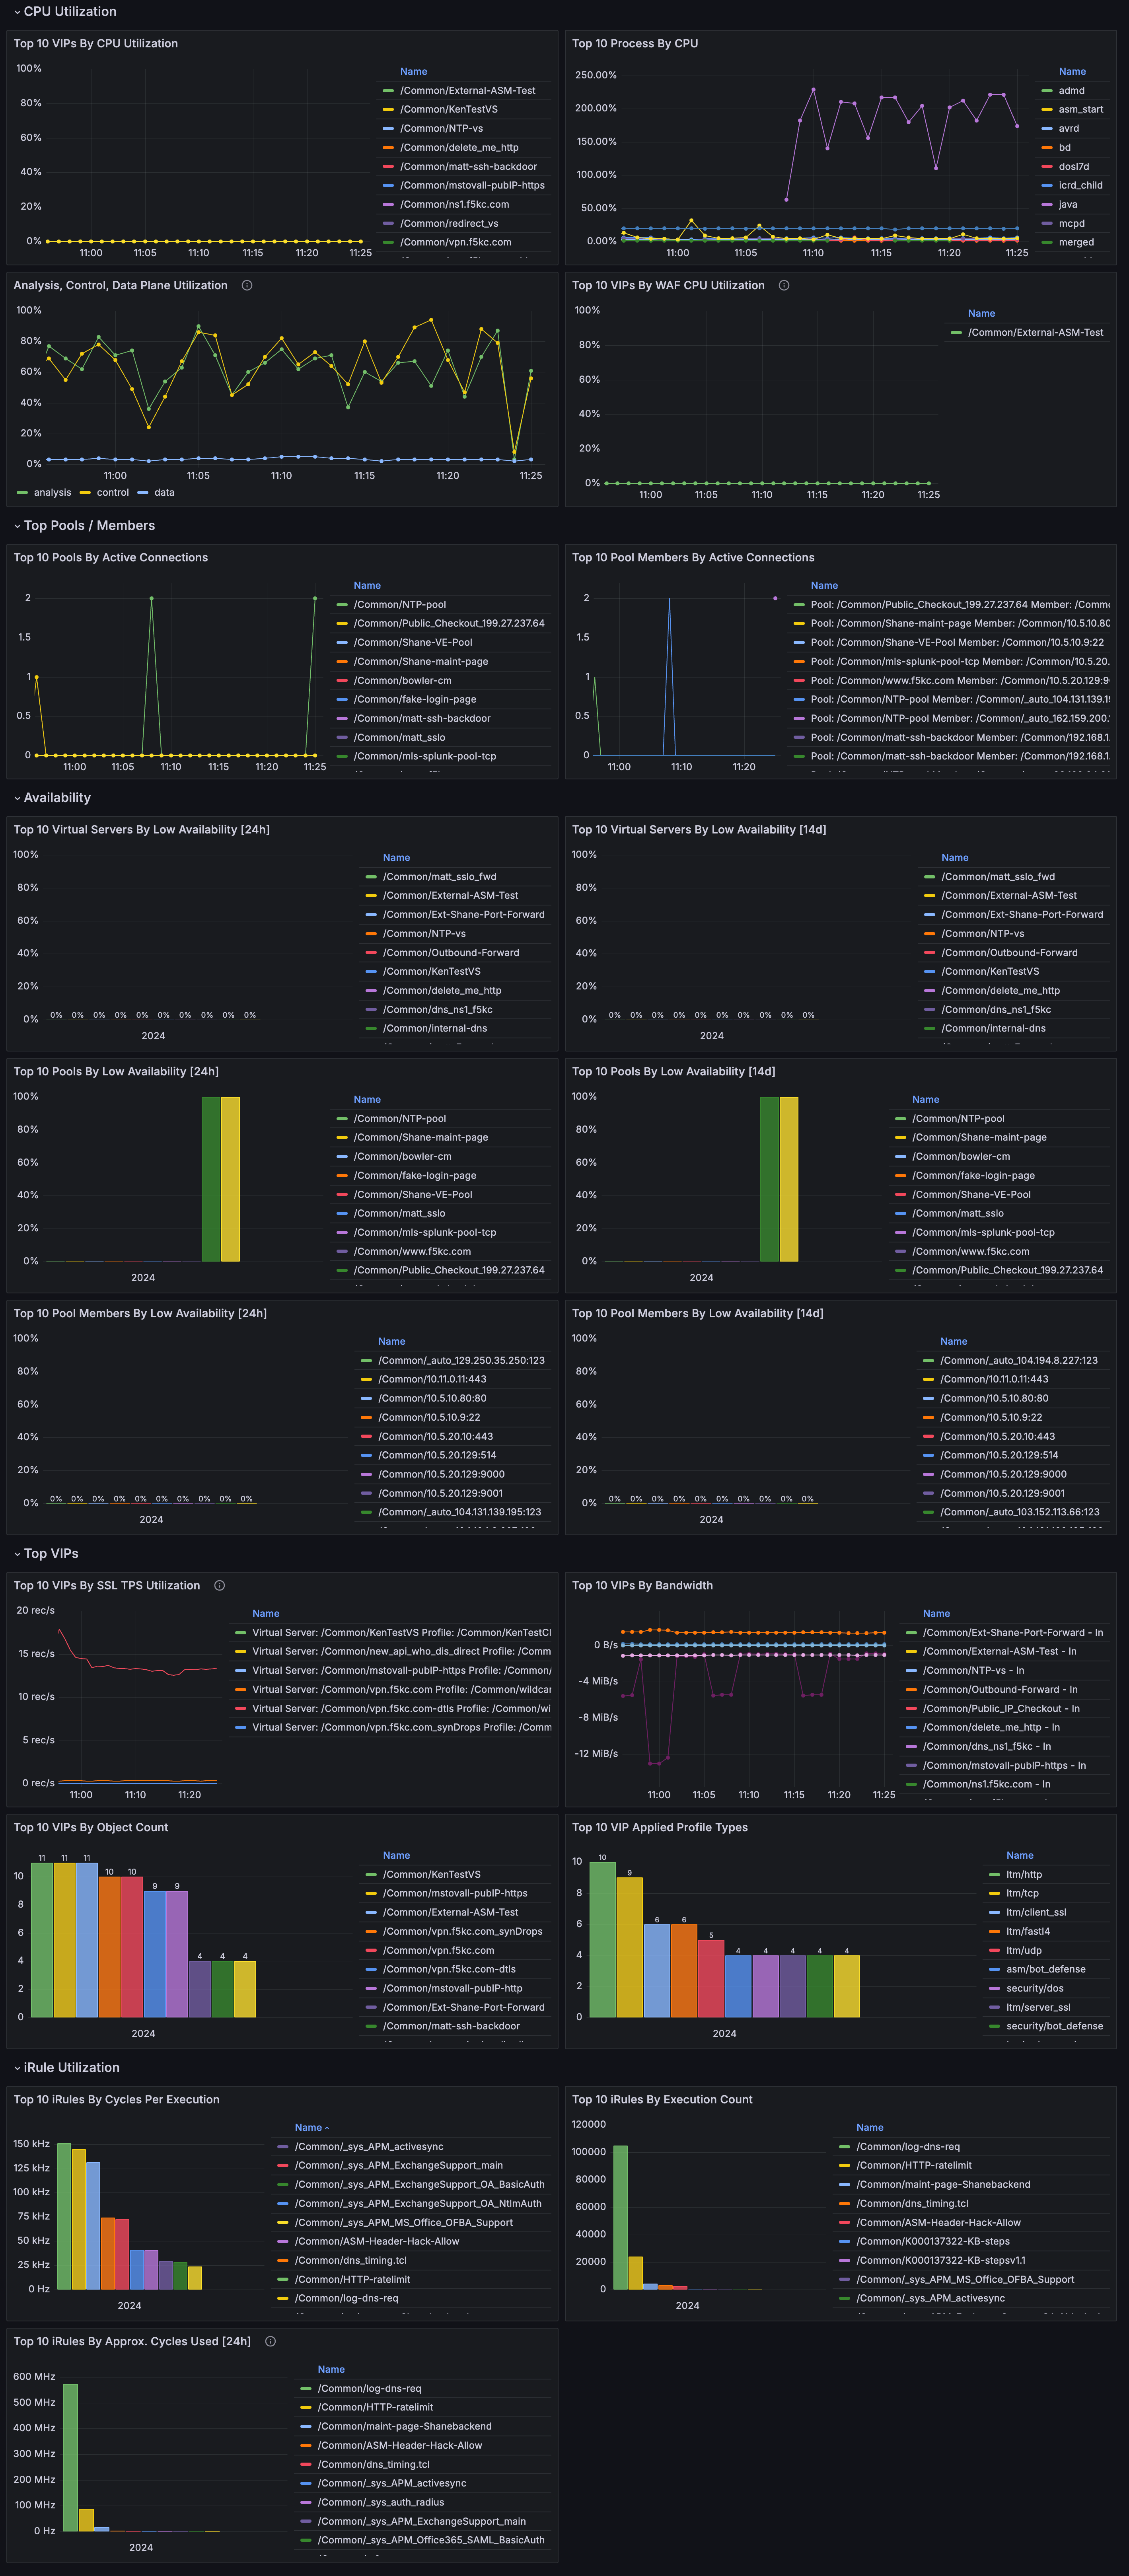 CPU Utilization
Top 10 VIPs By CPU Utilization
100%
80%
60%
40%
20%
0%
11:00 11:05 11:10 11:15 11:20 11:25
Name
/Common/External-ASM-Test
/Common/KenTestVS
/Common/NTP-vs
/Common/delete_me_http
/Common/matt-ssh-backdoor
/Common/mstovall-pubIP-https
/Common/ns1.f5kc.com
/Common/redirect_vs
/Common/vpn.f5kc.com
Top 10 Process By CPU
250.00%
200.00%
150.00%
100.00%
50.00%
0.00%
11:00 11:05 11:10 11:15 11:20 11:25
Name
admd
asm_start
avrd
bd
dosl7d
icrd_child
java
mcpd
merged
Analysis, Control, Data Plane Utilization
100%
80%
60%
40%
20%
0%
11:00 11:05 11:10 11:15 11:20 11:25
analysis control data
Top 10 VIPs By WAF CPU Utilization
100%
80%
60%
40%
20%
0%
11:00 11:05 11:10 11:15 11:20 11:25
Name
/Common/External-ASM-Test
Top Pools / Members
Top 10 Pools By Active Connections
2
1.5
1
0.5
0
11:00 11:05 11:10 11:15 11:20 11:25
Name
/Common/NTP-pool
/Common/Public_Checkout_199.27.237.64
/Common/Shane-VE-Pool
/Common/Shane-maint-page
/Common/bowler-cm
/Common/fake-login-page
/Common/matt-ssh-backdoor
/Common/matt_sslo
/Common/mls-splunk-pool-tcp
Top 10 Pool Members By Active Connections
2
1.5
1
0.5
0
11:00 11:10 11:20
Name
Pool: /Common/Public_Checkout_199.27.237.64 Member: /Comm
Pool: /Common/Shane-maint-page Member: /Common/10.5.10.80
Pool: /Common/Shane-VE-Pool Member: /Common/10.5.10.9:22
Pool: /Common/mls-splunk-pool-tcp Member: /Common/10.5.20.
Pool: /Common/www.f5kc.com Member: /Common/10.5.20.129:9
Pool: /Common/NTP-pool Member: /Common/_auto_104.131.139.1
Pool: /Common/NTP-pool Member: /Common/_auto_162.159.200.
Pool: /Common/matt-ssh-backdoor Member: /Common/192.168.1.
Pool: /Common/matt-ssh-backdoor Member: /Common/192.168.1.
Availability
Top 10 Virtual Servers By Low Availability [24h]
100%
80%
60%
40%
20%
0%
0% 0% 0% 0% 0% 0% 0% 0% 0% 0%
2024
Name
/Common/matt_sslo_fwd
/Common/External-ASM-Test
/Common/Ext-Shane-Port-Forward
/Common/NTP-vs
/Common/Outbound-Forward
/Common/KenTestVS
/Common/delete_me_http
/Common/dns_ns1_f5kc
/Common/internal-dns
Top 10 Virtual Servers By Low Availability [14d]
100%
80%
60%
40%
20%
0%
0% 0% 0% 0% 0% 0% 0% 0% 0% 0%
2024
Name
/Common/matt_sslo_fwd
/Common/External-ASM-Test
/Common/Ext-Shane-Port-Forward
/Common/NTP-vs
/Common/Outbound-Forward
/Common/KenTestVS
/Common/delete_me_http
/Common/dns_ns1_f5kc
/Common/internal-dns
Top 10 Pools By Low Availability [24h]
100%
80%
60%
40%
20%
0%
2024
Name
/Common/NTP-pool
/Common/Shane-maint-page
/Common/bowler-cm
/Common/fake-login-page
/Common/Shane-VE-Pool
/Common/matt_sslo
/Common/mls-splunk-pool-tcp
/Common/www.f5kc.com
/Common/Public_Checkout_199.27.237.64
Top 10 Pools By Low Availability [14d]
100%
80%
60%
40%
20%
0%
2024
Name
/Common/NTP-pool
/Common/Shane-maint-page
/Common/bowler-cm
/Common/fake-login-page
/Common/Shane-VE-Pool
/Common/matt_sslo
/Common/mls-splunk-pool-tcp
/Common/www.f5kc.com
/Common/Public_Checkout_199.27.237.64
Top 10 Pool Members By Low Availability [24h]
100%
80%
60%
40%
20%
0%
0% 0% 0% 0% 0% 0% 0% 0% 0% 0%
2024
Name
/Common/_auto_129.250.35.250:123
/Common/10.11.0.11:443
/Common/10.5.10.80:80
/Common/10.5.10.9:22
/Common/10.5.20.10:443
/Common/10.5.20.129:514
/Common/10.5.20.129:9000
/Common/10.5.20.129:9001
/Common/_auto_104.131.139.195:123
Top 10 Pool Members By Low Availability [14d]
100%
80%
60%
40%
20%
0%
0% 0% 0% 0% 0% 0% 0% 0% 0% 0%
2024
Name
/Common/_auto_104.194.8.227:123
/Common/10.11.0.11:443
/Common/10.5.10.80:80
/Common/10.5.10.9:22
/Common/10.5.20.10:443
/Common/10.5.20.129:514
/Common/10.5.20.129:9000
/Common/10.5.20.129:9001
/Common/_auto_103.152.113.66:123
Top VIPs
Top 10 VIPs By SSL TPS Utilization
20 rec/s
15 rec/s
10 rec/s
5 rec/s
0 rec/s
11:00 11:10 11:20
Name
Virtual Server: /Common/KenTestVS Profile: /Common/KenTestCl
Virtual Server: /Common/new_api_who_dis_direct Profile: /Comm
Virtual Server: /Common/mstovall-pubIP-https Profile: /Common/
Virtual Server: /Common/vpn.f5kc.com Profile: /Common/wildcar
Virtual Server: /Common/vpn.f5kc.com-dtls Profile: /Common/wi
Virtual Server: /Common/vpn.f5kc.com_synDrops Profile: /Comm
Top 10 VIPs By Bandwidth
0 B/s
-4 MiB/s
-8 MiB/s
-12 MiB/s
11:00 11:05 11:10 11:15 11:20 11:25
Name
/Common/Ext-Shane-Port-Forward - In
/Common/External-ASM-Test - In
/Common/NTP-vs - In
/Common/Outbound-Forward - In
/Common/Public_IP_Checkout - In
/Common/delete_me_http - In
/Common/dns_ns1_f5kc - In
/Common/mstovall-pubIP-https - In
/Common/ns1.f5kc.com - In
Top 10 VIPs By Object Count
10
8
6
4
2
0
11 11 11 10 10 9 9 4 4 4
2024
Name
/Common/KenTestVS
/Common/mstovall-pubIP-https
/Common/External-ASM-Test
/Common/vpn.f5kc.com_synDrops
/Common/vpn.f5kc.com
/Common/vpn.f5kc.com-dtls
/Common/mstovall-pubIP-http
/Common/Ext-Shane-Port-Forward
/Common/matt-ssh-backdoor
Top 10 VIP Applied Profile Types
10
8
6
4
2
0
10 9 6 6 5 4 4 4 4 4
2024
Name
ltm/http
ltm/tcp
ltm/client_ssl
ltm/fastl4
ltm/udp
asm/bot_defense
security/dos
ltm/server_ssl
security/bot_defense
iRule Utilization
Top 10 iRules By Cycles Per Execution
150 kHz
125 kHz
100 kHz
75 kHz
50 kHz
25 kHz
0 Hz
2024
Name
/Common/_sys_APM_activesync
/Common/_sys_APM_ExchangeSupport_main
/Common/_sys_APM_ExchangeSupport_OA_BasicAuth
/Common/_sys_APM_ExchangeSupport_OA_NtlmAuth
/Common/_sys_APM_MS_Office_OFBA_Support
/Common/ASM-Header-Hack-Allow
/Common/dns_timing.tcl
/Common/HTTP-ratelimit
/Common/log-dns-req
Top 10 iRules By Execution Count
120000
100000
80000
60000
40000
20000
0
2024
Name
/Common/log-dns-req
/Common/HTTP-ratelimit
/Common/maint-page-Shanebackend
/Common/dns_timing.tcl
/Common/ASM-Header-Hack-Allow
/Common/K000137322-KB-steps
/Common/K000137322-KB-stepsv1.1
/Common/_sys_APM_MS_Office_OFBA_Support
/Common/_sys_APM_activesync
Top 10 iRules By Approx. Cycles Used [24h]
600 MHz
500 MHz
400 MHz
300 MHz
200 MHz
100 MHz
0 Hz
2024
Name
/Common/log-dns-req
/Common/HTTP-ratelimit
/Common/maint-page-Shanebackend
/Common/ASM-Header-Hack-Allow
/Common/dns_timing.tcl
/Common/_sys_APM_activesync
/Common/_sys_auth_radius
/Common/_sys_APM_ExchangeSupport_main
/Common/_sys_APM_Office365_SAML_BasicAuth